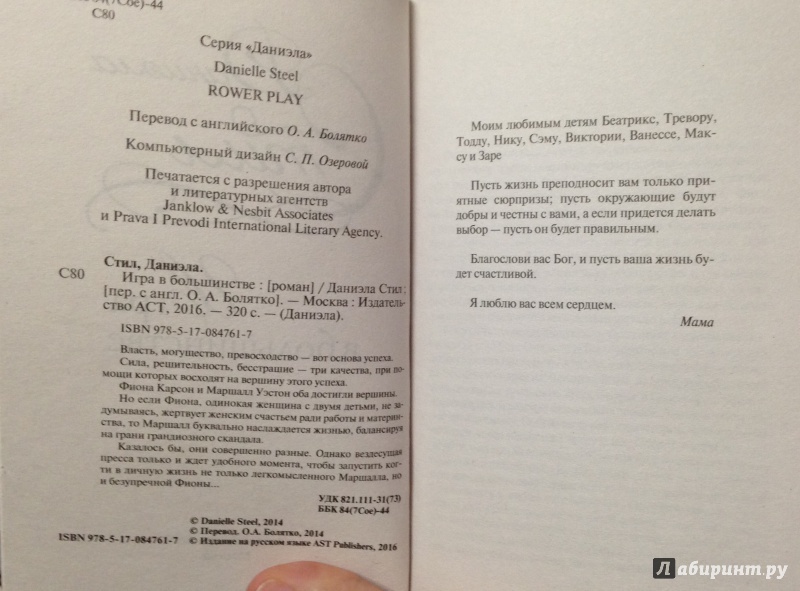 84(7Сое)-44
С80
Серия «Даниэла»
Danielle Steel
ROWER PLAY
Перевод с английского О. А. Болятко
Компьютерный дизайн С. П. Озеровой
Печатается с разрешения автора
и литературных агентств
Janklow & Nesbit Associates
и Prava I Prevodi International Literary Agency.
Стил, Даниэла.
С80 Игра в большинстве : [роман] / Даниэла Стил ;
[пер. с англ. О. А. Болятко]. — Москва : Издатель-
ство АСТ, 2016. — 320 с. — (Даниэла).
ISBN 978-5-17-084761-7
Власть, могущество, превосходство — вот основа успеха.
Сила, решительность, бесстрашие — три качества, при по-
мощи которых восходят на вершину этого успеха.
Фиона Карсон и Маршалл Уэстон оба достигли вершины.
Но если Фиона, одинокая женщина с двумя детьми, не за-
думываясь, жертвует женским счастьем ради работы и материн-
ства, то Маршалл буквально наслаждается жизнью, балансируя
на грани грандиозного скандала.
Казалось бы, они совершенно разные. Однако вездесущая
пресса только и ждет удобного момента, чтобы запустить ког-
ти в личную жизнь не только легкомысленного Маршалла, но
и безупречной Фионы...
УДК 821.111-31(73)
ББК 84(7Сое)-44
© Danielle Steel, 2014
© Перевод. О.А. Болятко, 2014
ISBN 978-5-17-084761-7 © Издание на русском языке AST Publishers, 2016
Моим любимым детям Беатрикс, Тревору,
Тодду, Нику, Сэму, Виктории, Ванессе, Мак-
су и Заре
Пусть жизнь преподносит вам только при-
ятные сюрпризы; пусть окружающие будут
добры и честны с вами, а если придется делать
выбор — пусть он будет правильным.
Благослови вас Бог, и пусть ваша жизнь бу-
дет счастливой.
Я люблю вас всем сердцем.
Мама
Лабиринт.ру